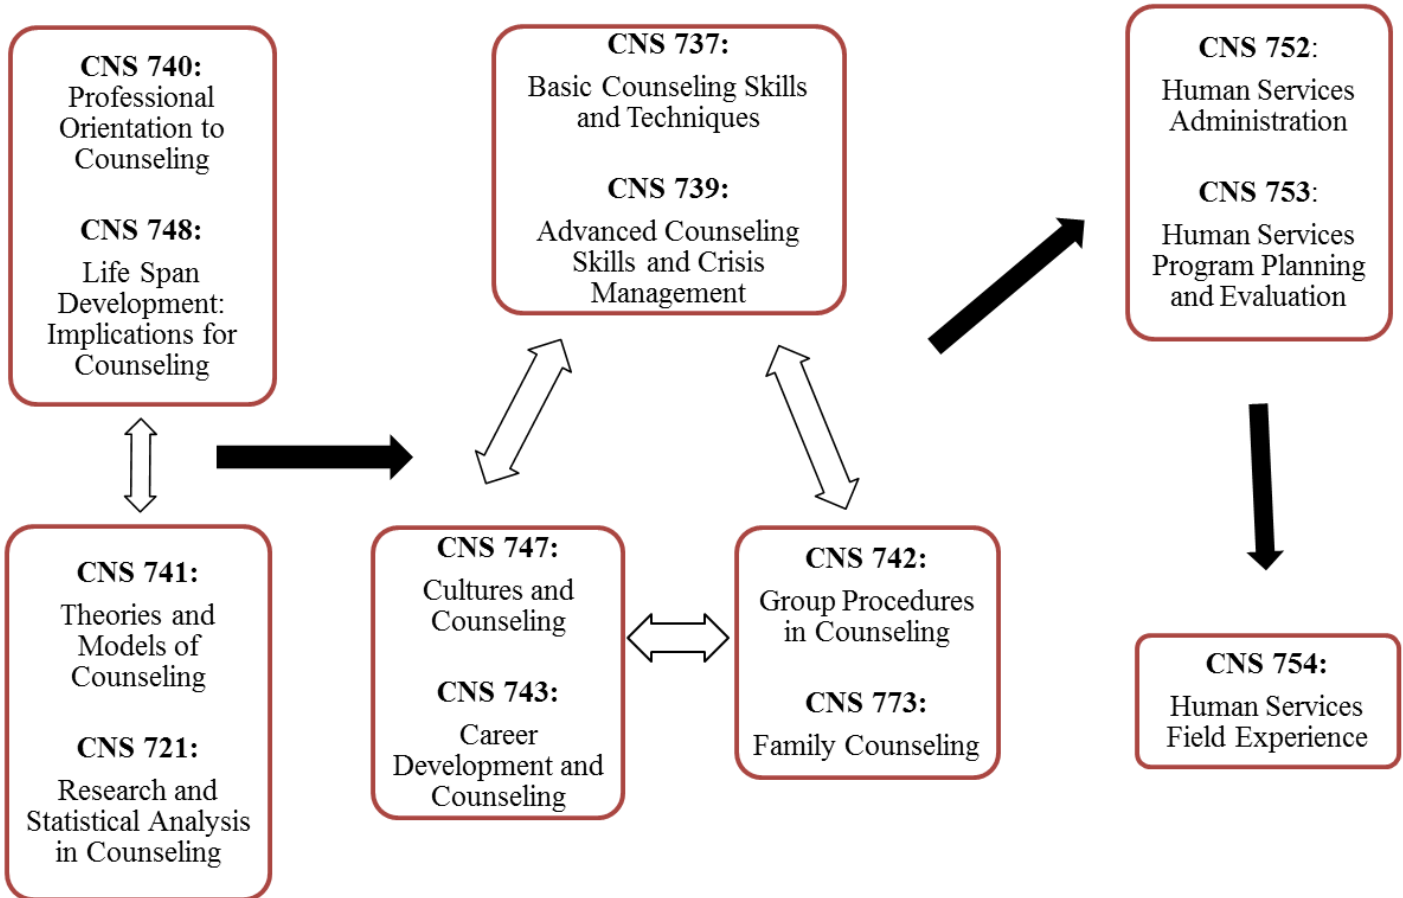 CNS 740:
Professional
Orientation to
Counseling
CNS 748:
Life Span
Development:
Implications for
Counseling
CNS 741:
Theories and
Models of
Counseling
CNS 721:
Research and
Statistical Analysis
in Counseling
CNS 737:
Basic Counseling Skills
and Techniques
CNS 739:
Advanced Counseling
Skills and Crisis
Management
CNS 747:
Cultures and
Counseling
CNS 743:
Career
Development and
Counseling
CNS 742:
Group Procedures
in Counseling
CNS 773:
Family Counseling
CNS 752:
Human Services
Administration
CNS 753:
Human Services
Program Planning
and Evaluation
CNS 754:
Human Services
Field Experience